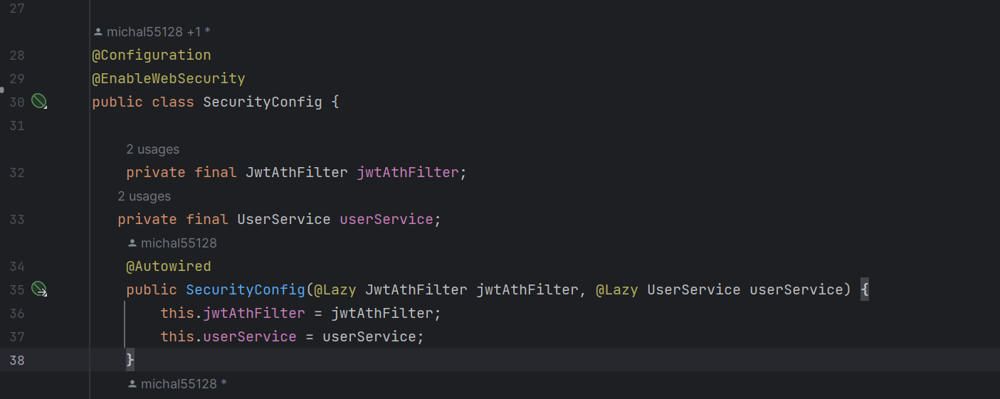 27
michal55128 +1 *
28 @Configuration
29 @EnableWebSecurity
30 public class SecurityConfig {
31
2 usages
32 private final JwtAthFilter jwtAthFilter;
2 usages
33 private final UserService userService;
michal55128
34 @Autowired
35 public SecurityConfig(@Lazy JwtAthFilter jwtAthFilter, @Lazy UserService userService) {
36 this.jwtAthFilter = jwtAthFilter;
37 this.userService = userService;
38 }
michal55128 *